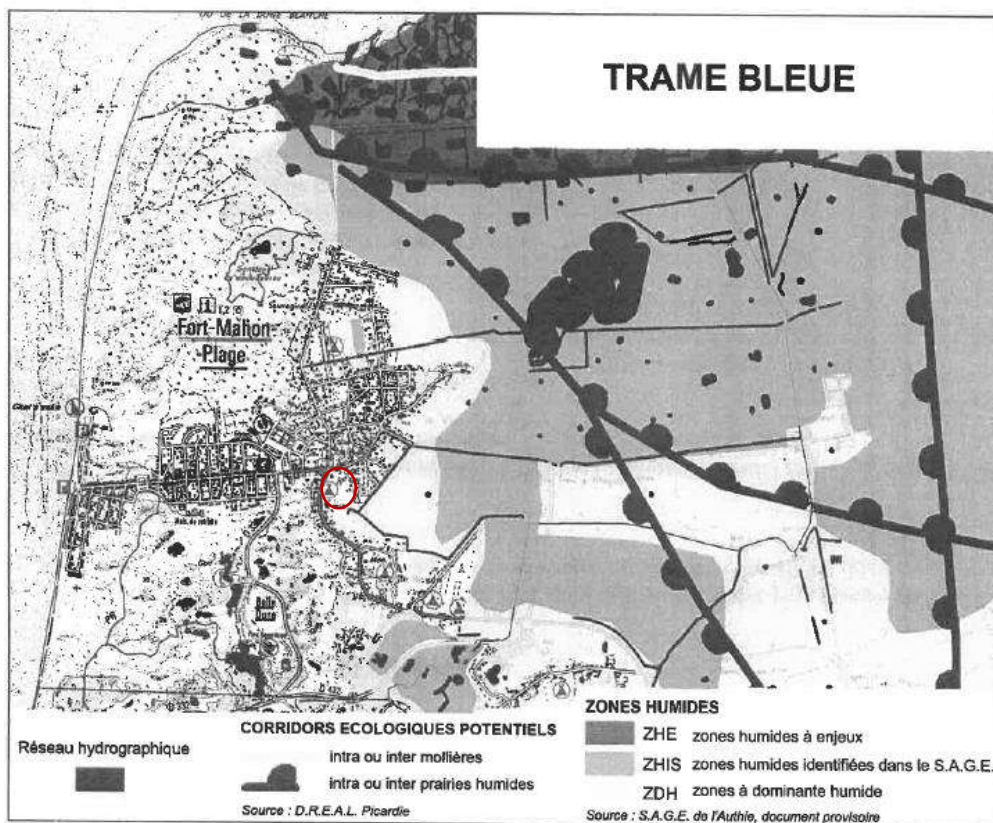 TRAME BLEUE
Fort-Mahon-
-Plage
Belle
Dune
Réseau hydrographique
CORRIDORS ECOLOGIQUES POTENTIELS
intra ou inter mollières
intra ou inter prairies humides
Source : D.R.E.A.L. Picardie
ZONES HUMIDES
ZHE zones humides à enjeux
ZHIS zones humides identifiées dans le S.A.G.E.
ZDH zones à dominante humide
Source : S.A.G.E. de l'Authie, document provisoire